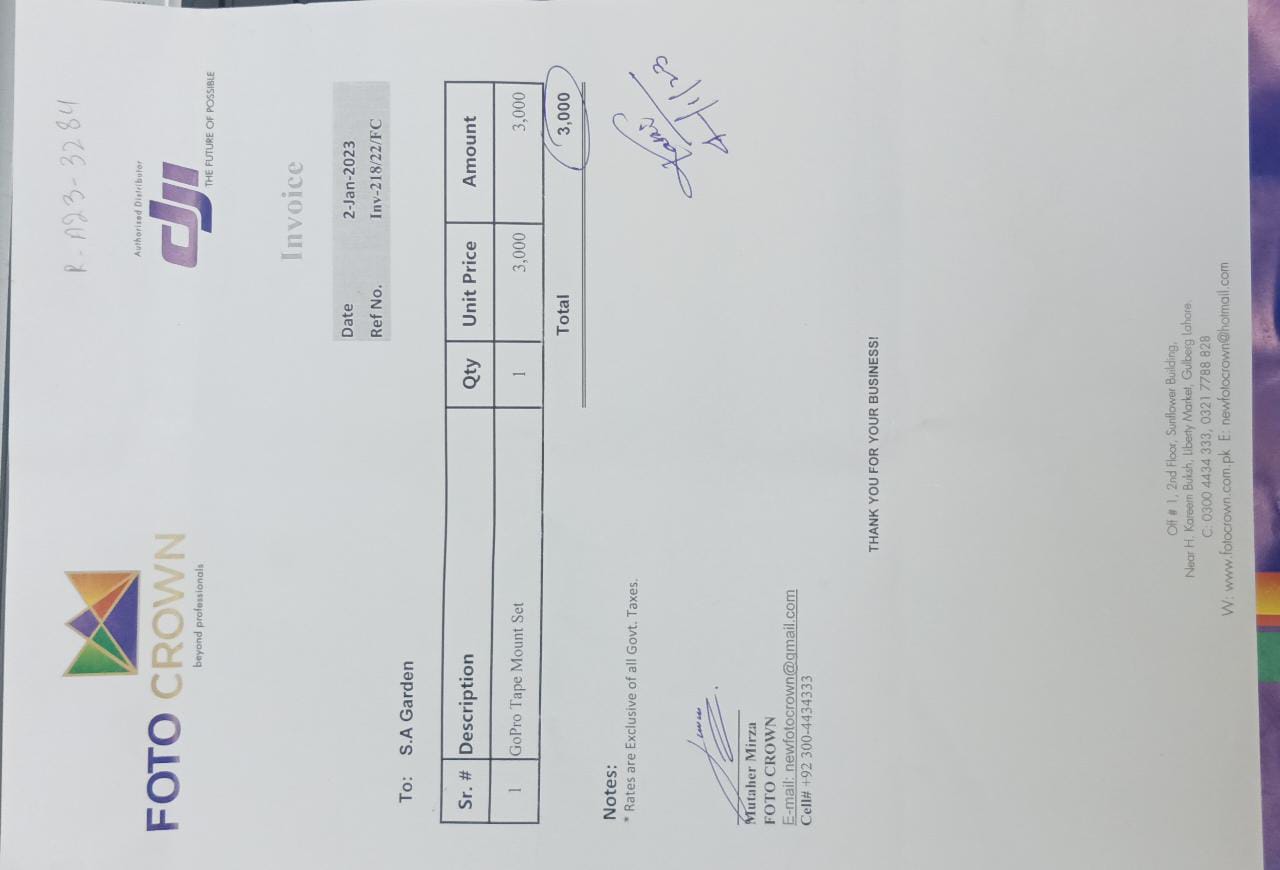 R-A23-3284
FOTO CROWN
beyond professionals
Authorised Distributor
dji
THE FUTURE OF POSSIBLE
Invoice
Date 2-Jan-2023
Ref No. Inv-218/22/FC
To: S.A Garden
Sr. # Description Qty Unit Price Amount
1 GoPro Tape Mount Set 1 3,000 3,000
Total 3,000
Notes:
* Rates are Exclusive of all Govt. Taxes.
Mutaher Mirza
FOTO CROWN
E-mail: newfotocrown@gmail.com
Cell# +92 300-4434333
THANK YOU FOR YOUR BUSINESS!
Off # 1, 2nd Floor, Sunflower Building,
Near H. Kareem Buksh, Liberty Market, Gulberg Lahore.
C: 0300 4434 333, 0321 7788 828
W: www.fotocrown.com.pk E: newfotocrown@hotmail.com